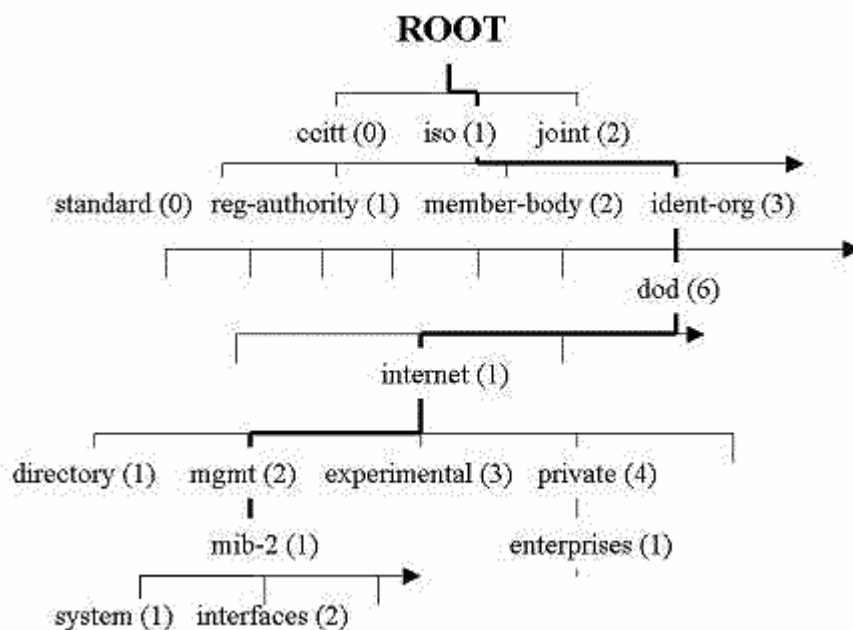 ROOT
ccitt (0) iso (1) joint (2)
standard (0) reg-authority (1) member-body (2) ident-org (3)
dod (6)
internet (1)
directory (1) mgmt (2) experimental (3) private (4)
mib-2 (1) enterprises (1)
system (1) interfaces (2)